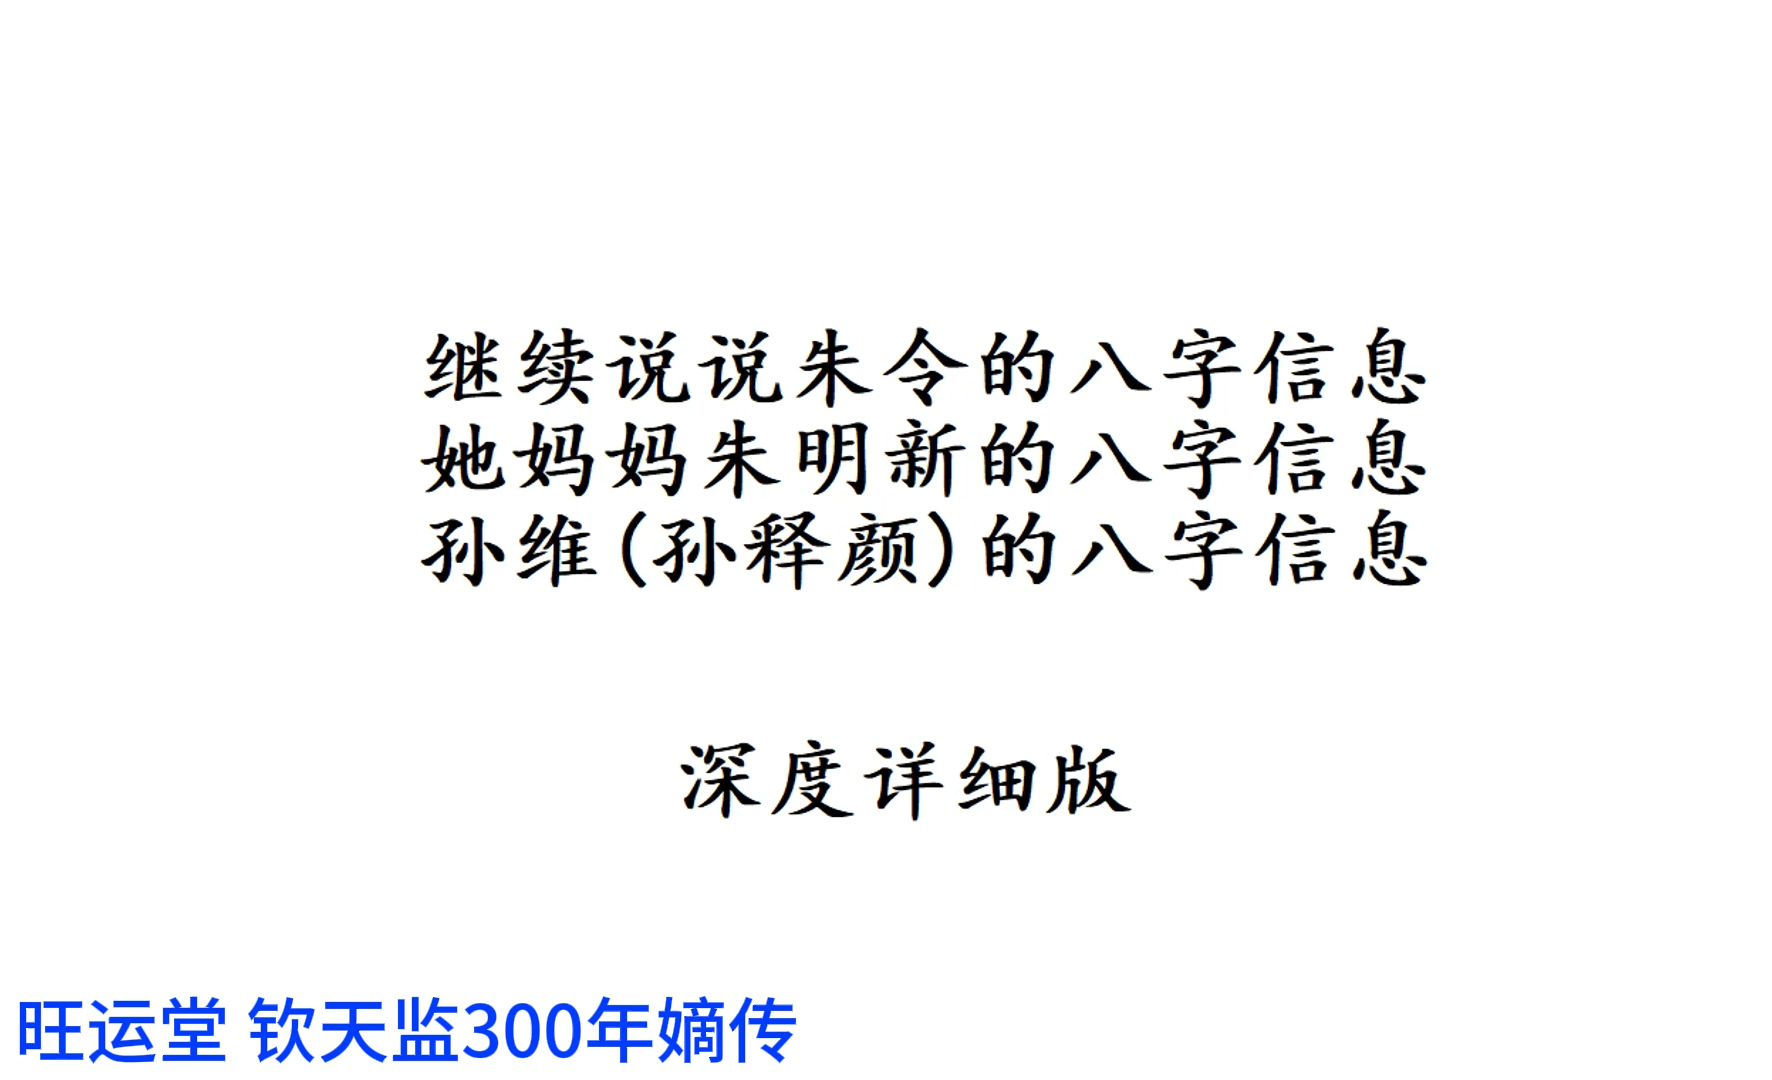 继续说说朱令的八字信息
她妈妈朱明新的八字信息
孙维(孙释颜)的八字信息
深度详细版
旺运堂 钦天监300年嫡传